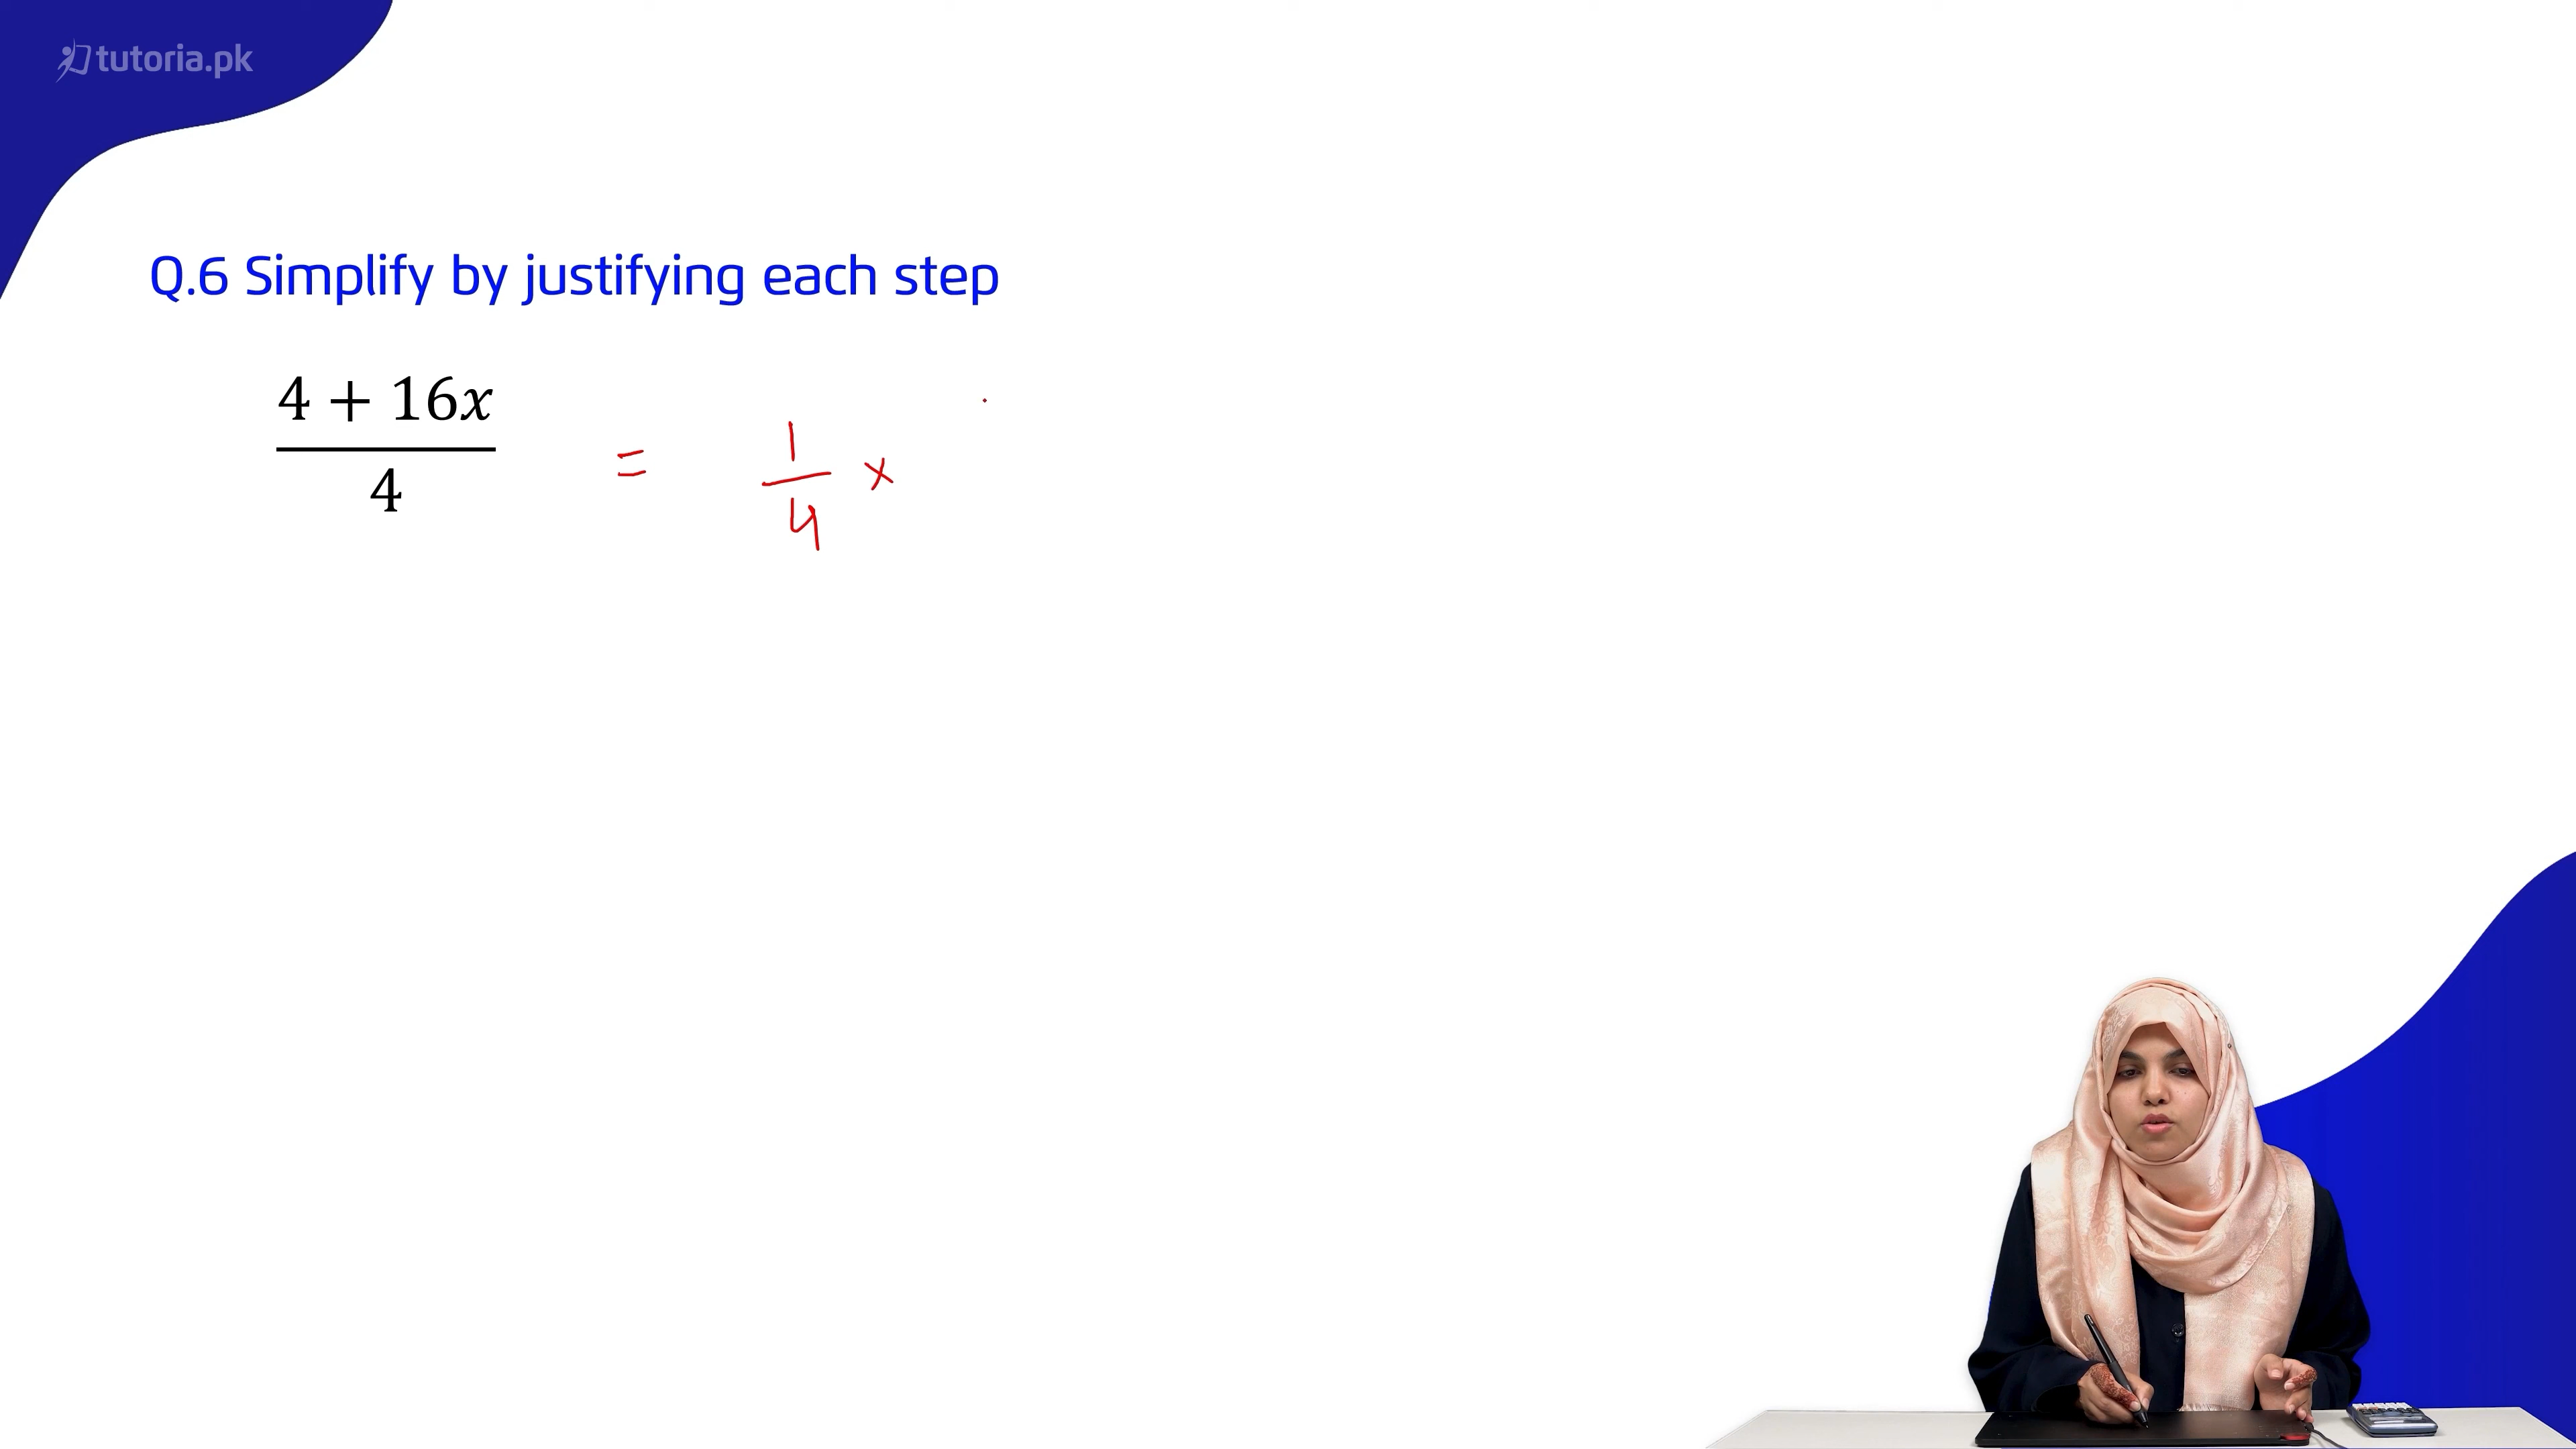 tutoria.pk
Q.6 Simplify by justifying each step
4 + 16x
4
= 1/4 ×